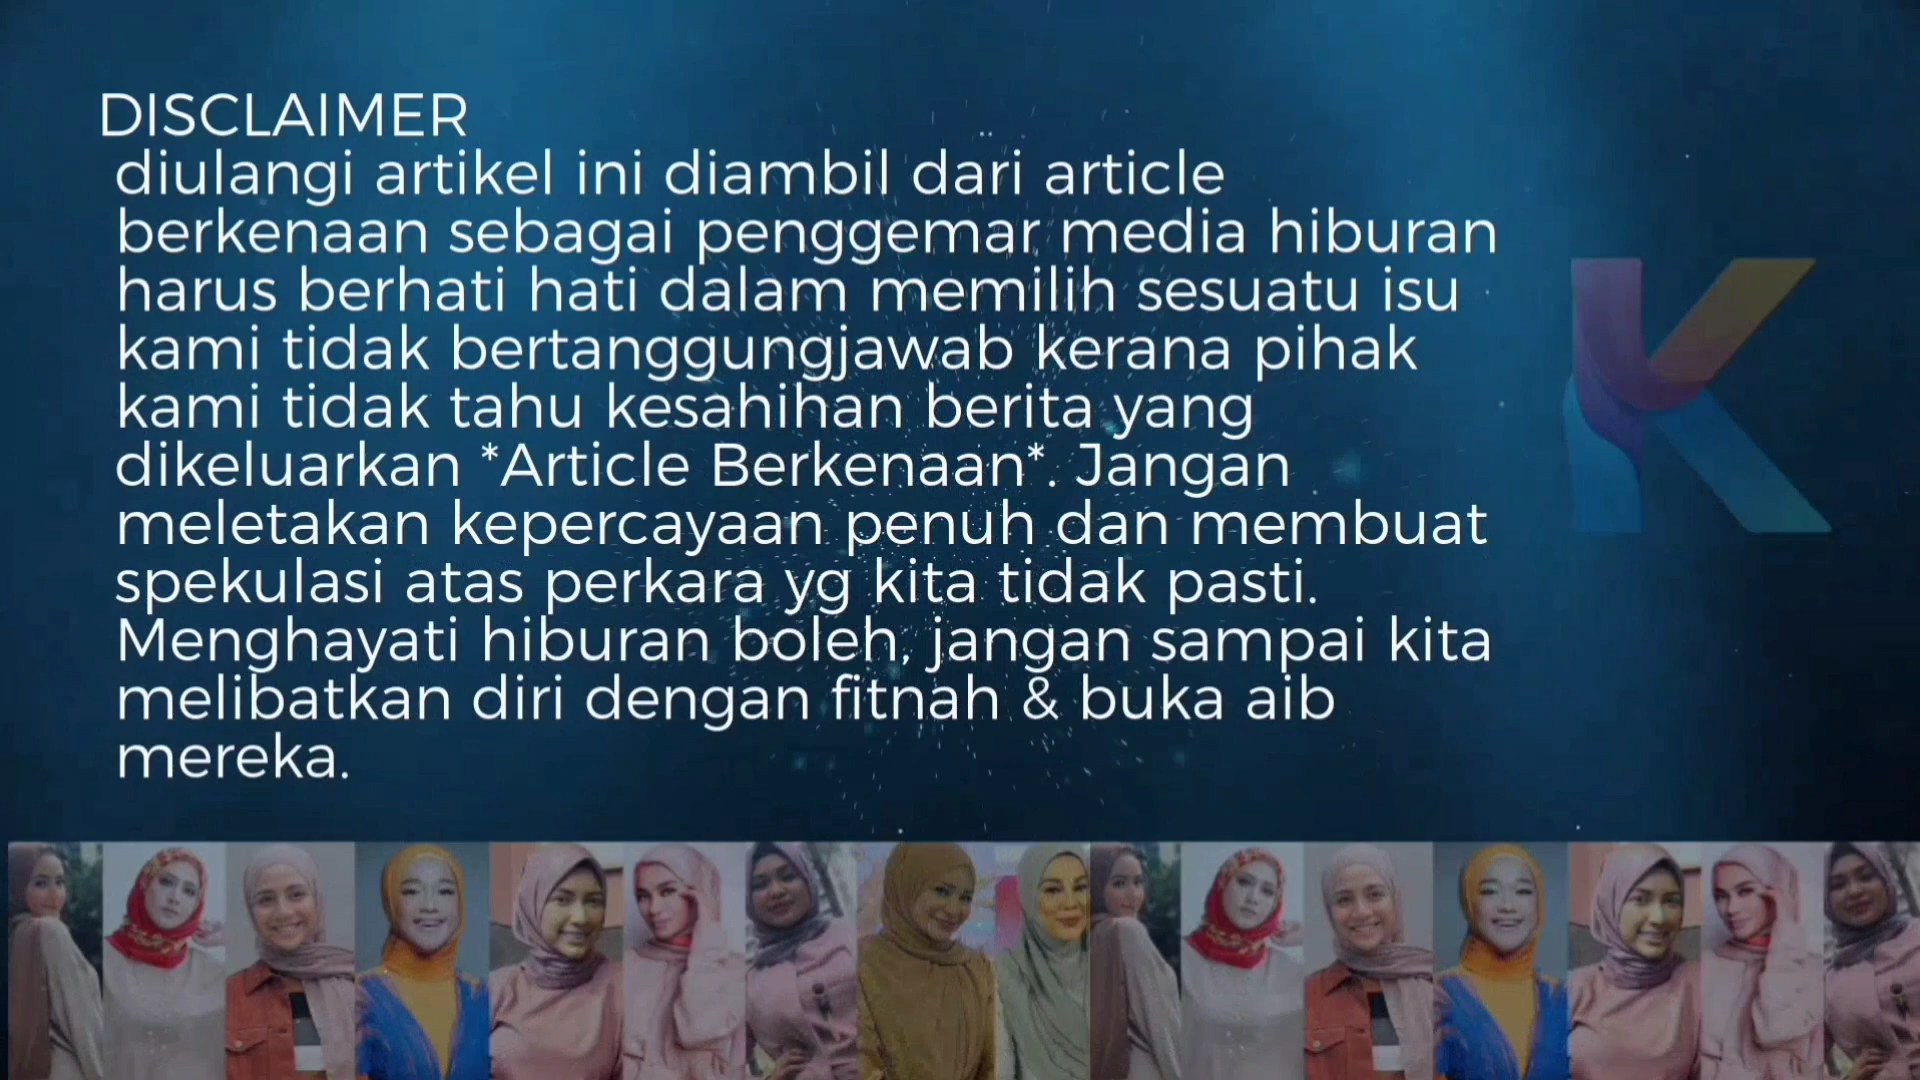 DISCLAIMER
diulangi artikel ini diambil dari article
berkenaan sebagai penggemar media hiburan
harus berhati hati dalam memilih sesuatu isu
kami tidak bertanggungjawab kerana pihak
kami tidak tahu kesahihan berita yang
dikeluarkan *Article Berkenaan*. Jangan
meletakan kepercayaan penuh dan membuat
spekulasi atas perkara yg kita tidak pasti.
Menghayati hiburan boleh, jangan sampai kita
melibatkan diri dengan fitnah & buka aib
mereka.
K